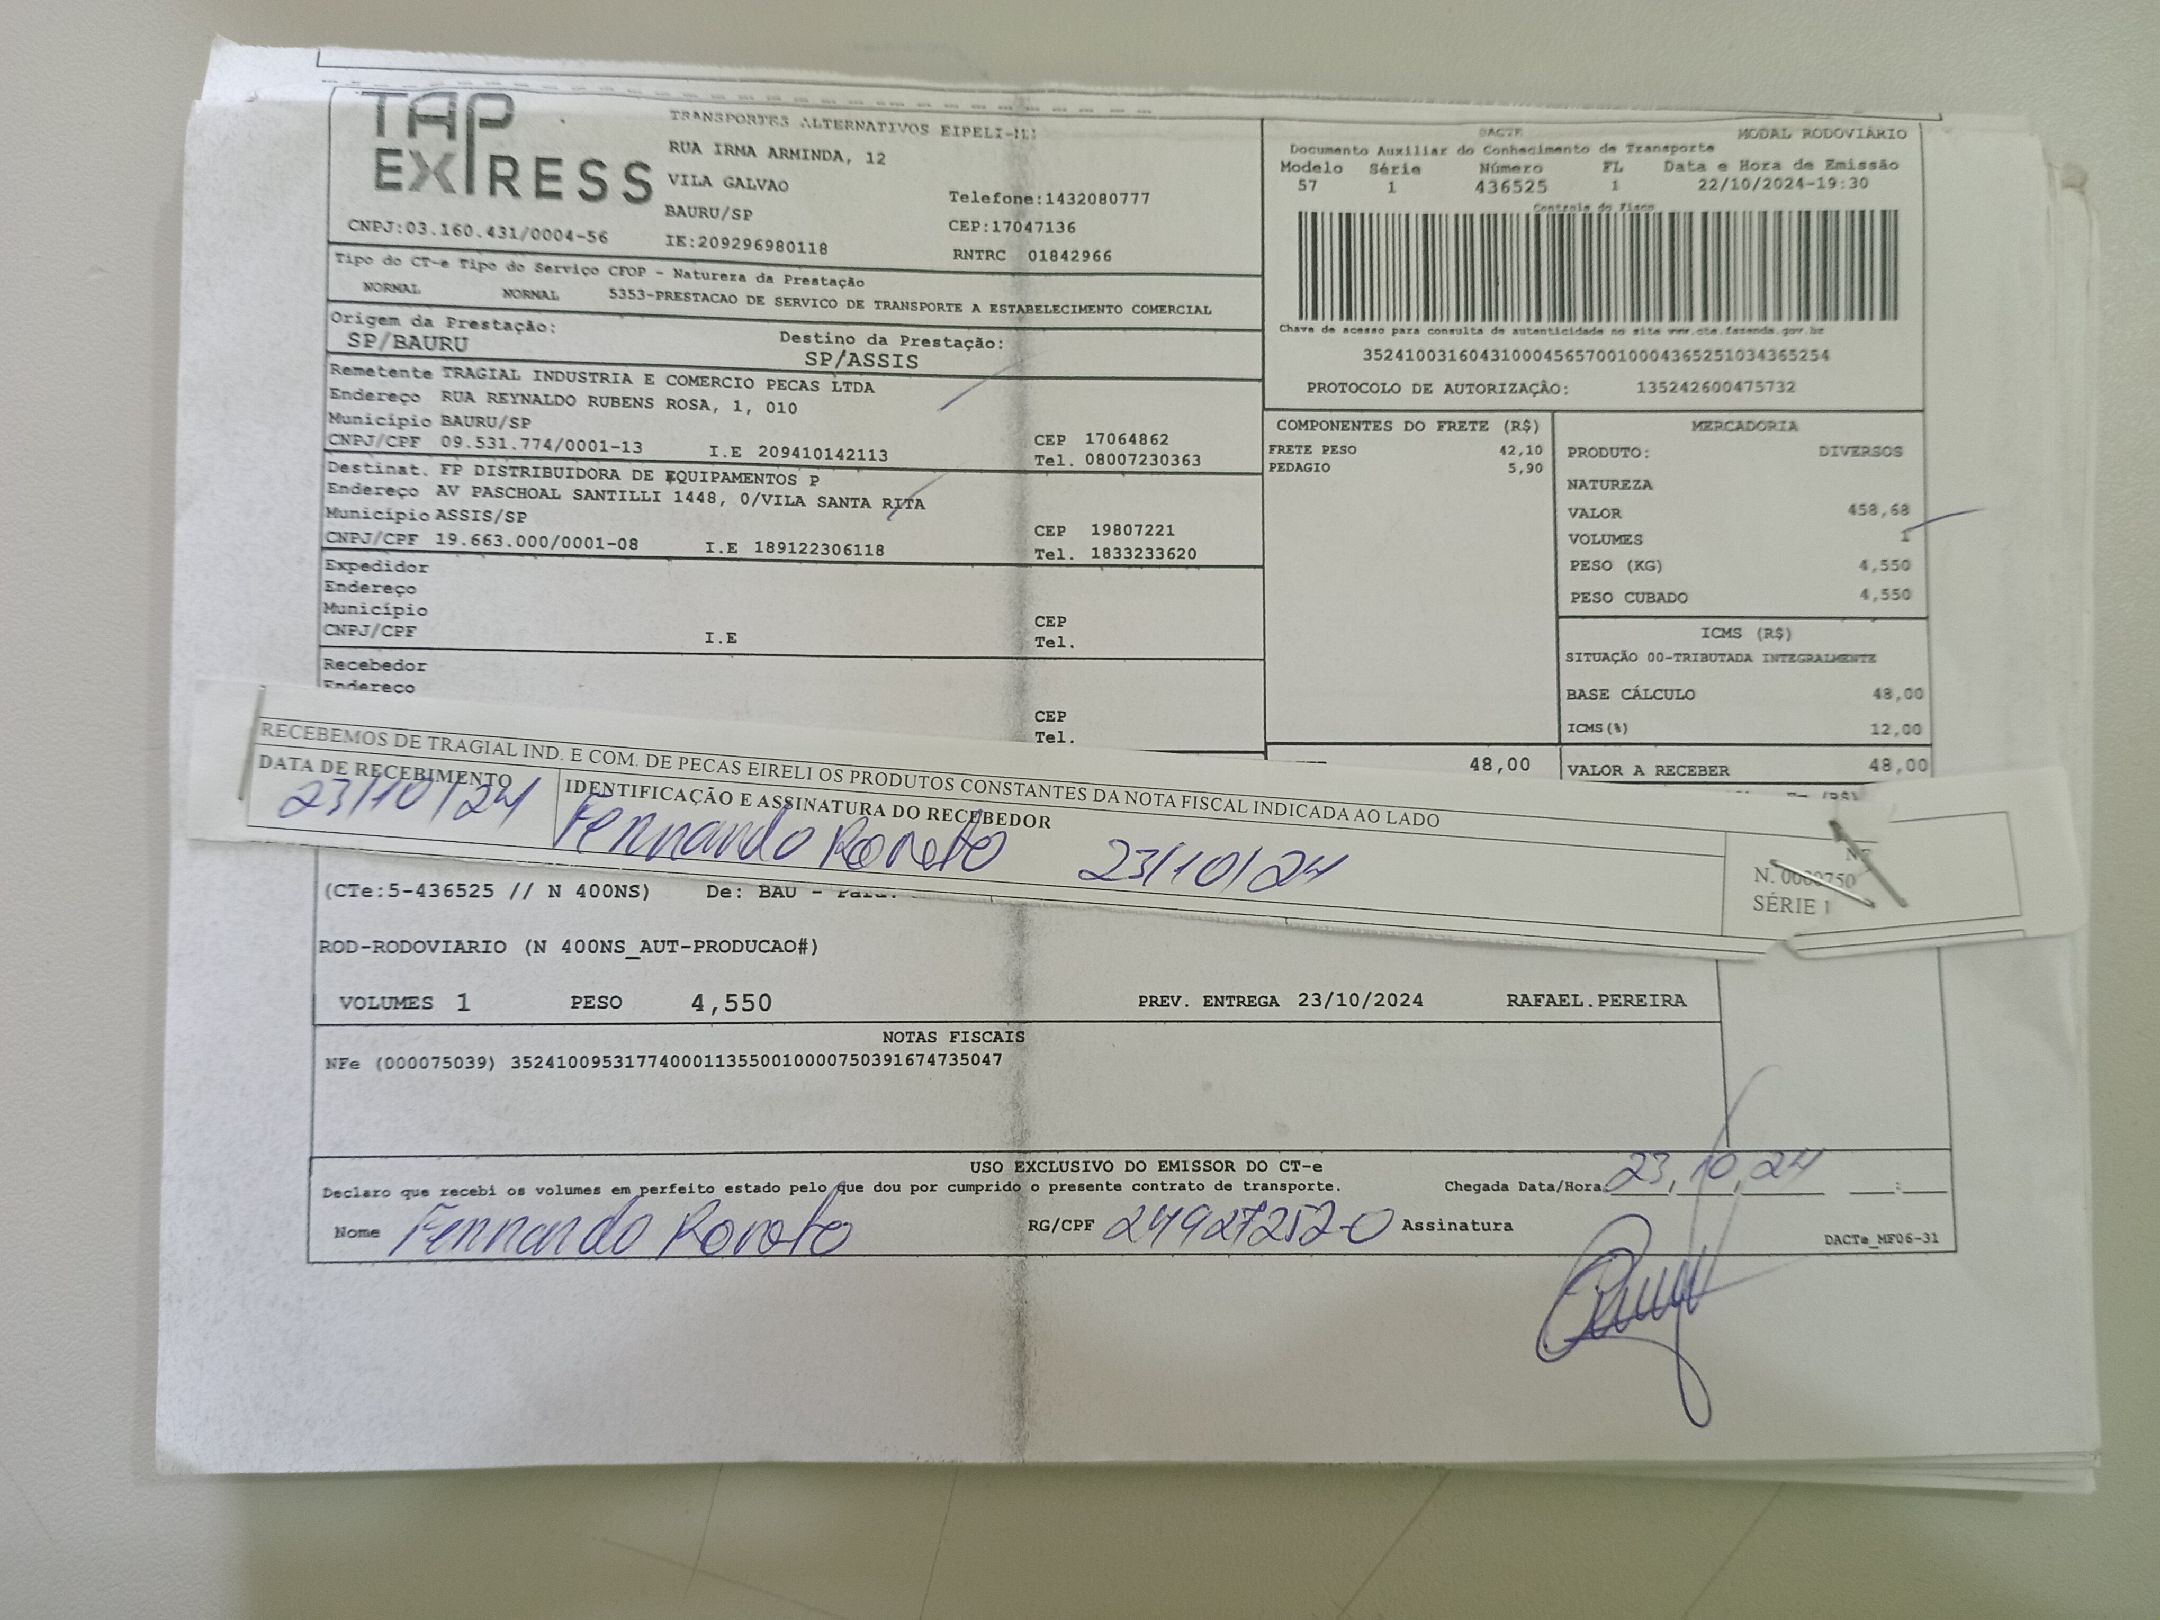 TAP
EXPRESS
TRANSPORTES ALTERNATIVOS
RUA IRMA ARMINDA, 12
VILA GALVAO
BAURU/SP
Telefone:1432080777
CEP:17047136
CNPJ:03.160.431/0004-56
IE:209296980118
RNTRC 01842966
DACTE MODAL RODOVIÁRIO
Documento Auxiliar do Conhecimento de Transporte
Modelo Série Número FL Data e Hora de Emissão
57 1 436525 1 22/10/2024-19:30
Controle do Fisco
Chave de acesso para consulta de autenticidade no site www.cte.fazenda.gov.br
35241003160431000456570010004365251034365254
PROTOCOLO DE AUTORIZAÇÃO: 135242600475732
Tipo do CT-e Tipo do Serviço CFOP - Natureza da Prestação
NORMAL NORMAL 5353-PRESTACAO DE SERVICO DE TRANSPORTE A ESTABELECIMENTO COMERCIAL
Origem da Prestação: Destino da Prestação:
SP/BAURU SP/ASSIS
Remetente TRAGIAL INDUSTRIA E COMERCIO PECAS LTDA
Endereço RUA REYNALDO RUBENS ROSA, 1, 010
Município BAURU/SP CEP 17064862
CNPJ/CPF 09.531.774/0001-13 I.E 209410142113 Tel. 08007230363
Destinat. FP DISTRIBUIDORA DE EQUIPAMENTOS P
Endereço AV PASCHOAL SANTILLI 1448, 0/VILA SANTA RITA
Município ASSIS/SP CEP 19807221
CNPJ/CPF 19.663.000/0001-08 I.E 189122306118 Tel. 1833233620
Expedidor
Endereço
Município CEP
CNPJ/CPF I.E Tel.
Recebedor
Endereço
CEP
Tel.
COMPONENTES DO FRETE (R$)
FRETE PESO 42,10
PEDAGIO 5,90
48,00
MERCADORIA
PRODUTO: DIVERSOS
NATUREZA
VALOR 458,68
VOLUMES 1
PESO (KG) 4,550
PESO CUBADO 4,550
ICMS (R$)
SITUAÇÃO 00-TRIBUTADA INTEGRALMENTE
BASE CÁLCULO 48,00
ICMS(%) 12,00
VALOR A RECEBER 48,00
RECEBEMOS DE TRAGIAL IND. E COM. DE PECAS EIRELI OS PRODUTOS CONSTANTES DA NOTA FISCAL INDICADA AO LADO
DATA DE RECEBIMENTO IDENTIFICAÇÃO E ASSINATURA DO RECEBEDOR
23/10/24 Fernando Roneto 23/10/24
SÉRIE 1
(CTe:5-436525 // N 400NS) De: BAU - Para:
ROD-RODOVIARIO (N 400NS_AUT-PRODUCAO#)
VOLUMES 1 PESO 4,550 PREV. ENTREGA 23/10/2024 RAFAEL.PEREIRA
NOTAS FISCAIS
NFe (000075039) 35241009531774000113550010000750391674735047
USO EXCLUSIVO DO EMISSOR DO CT-e
Declaro que recebi os volumes em perfeito estado pelo que dou por cumprido o presente contrato de transporte. Chegada Data/Hora 23,10,24
Nome Fernando Roneto RG/CPF 249272520 Assinatura
DACTe_MF06-31